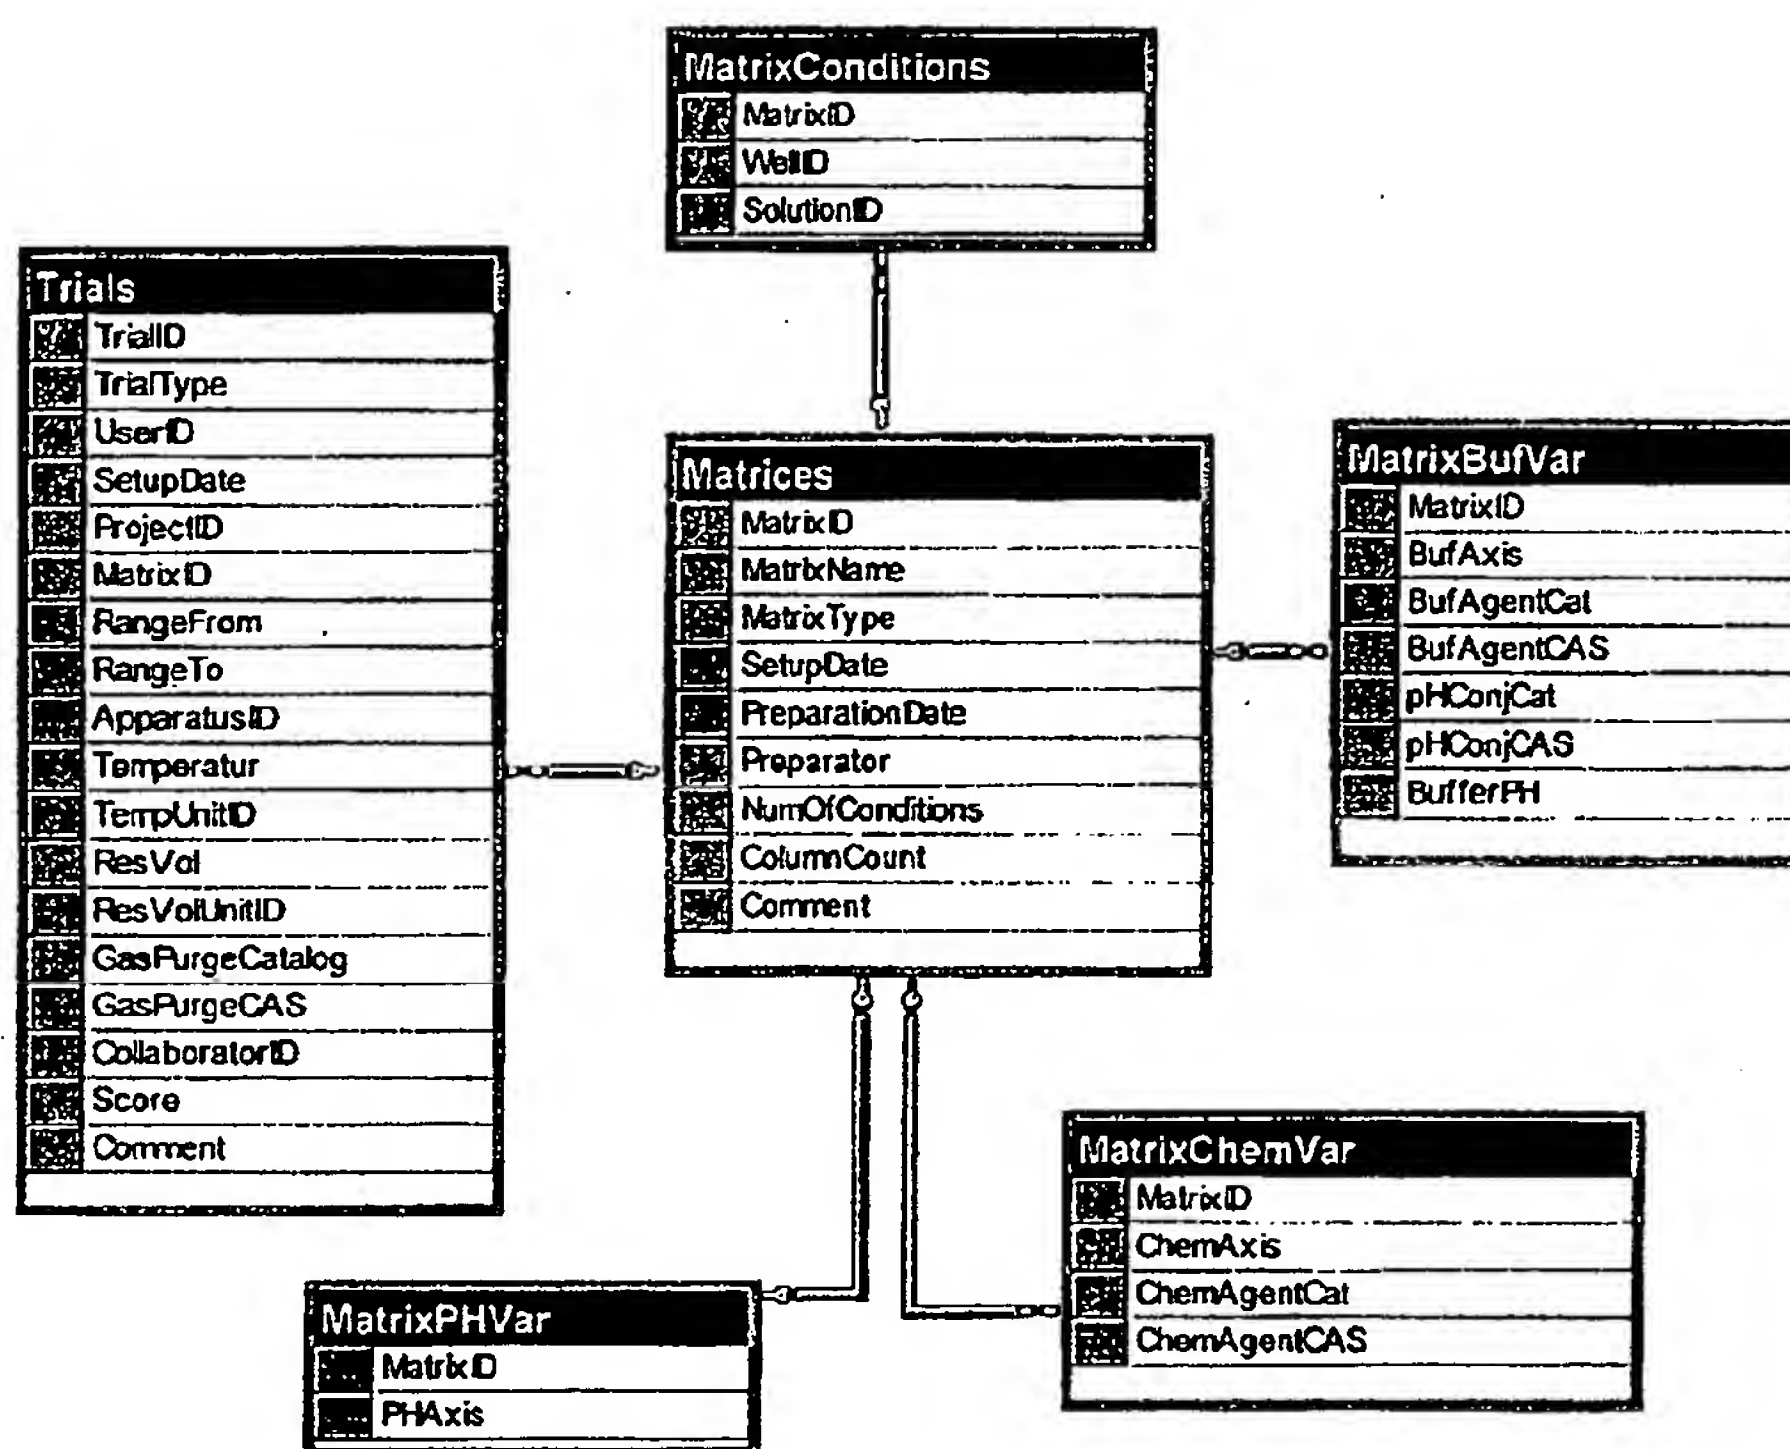 MatrixConditions
MatrixID
WellID
SolutionID
Trials
TrialID
TrialType
UserID
SetupDate
ProjectID
MatrixID
RangeFrom
RangeTo
ApparatusID
Temperatur
TempUnitID
ResVol
ResVolUnitID
GasPurgeCatalog
GasPurgeCAS
CollaboratorID
Score
Comment
Matrices
MatrixID
MatrixName
MatrixType
SetupDate
PreparationDate
Preparator
NumOfConditions
ColumnCount
Comment
MatrixBufVar
MatrixID
BufAxis
BufAgentCat
BufAgentCAS
pHConjCat
pHConjCAS
BufferPH
MatrixChemVar
MatrixID
ChemAxis
ChemAgentCat
ChemAgentCAS
MatrixPHVar
MatrixID
PHAxis